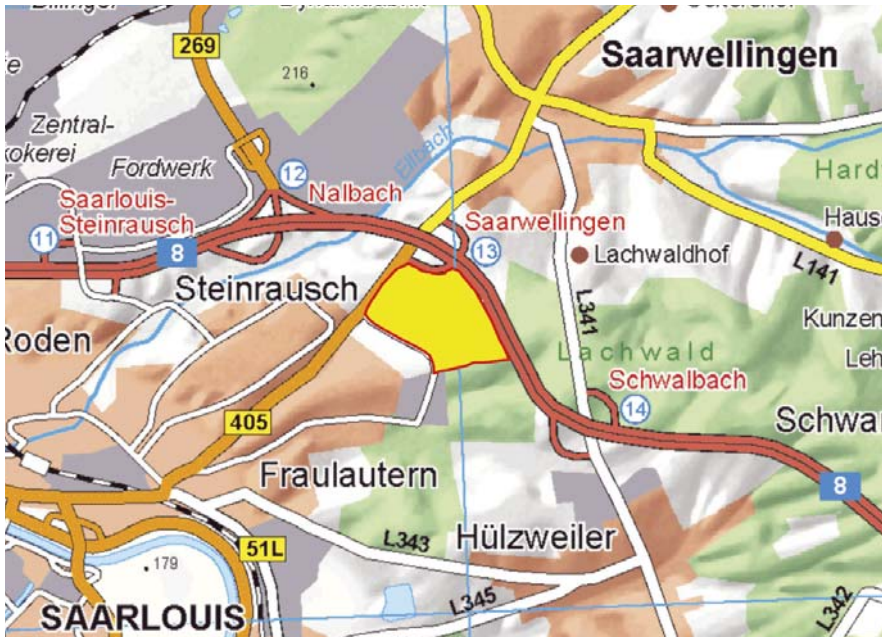 269
Saarwellingen
216
Zentral-
kokerei
Fordwerk
Ellbach
12
Nalbach
Saarlouis-
Steinrausch
11
8
Saarwellingen
13
Hard
Haus
Lachwaldhof
L141
Steinrausch
L341
Roden
Kunzen
Leh
Lachwald
Schwalbach
14
Schwa
405
Fraulautern
8
Hülzweiler
L343
51L
179
L345
L342
SAARLOUIS